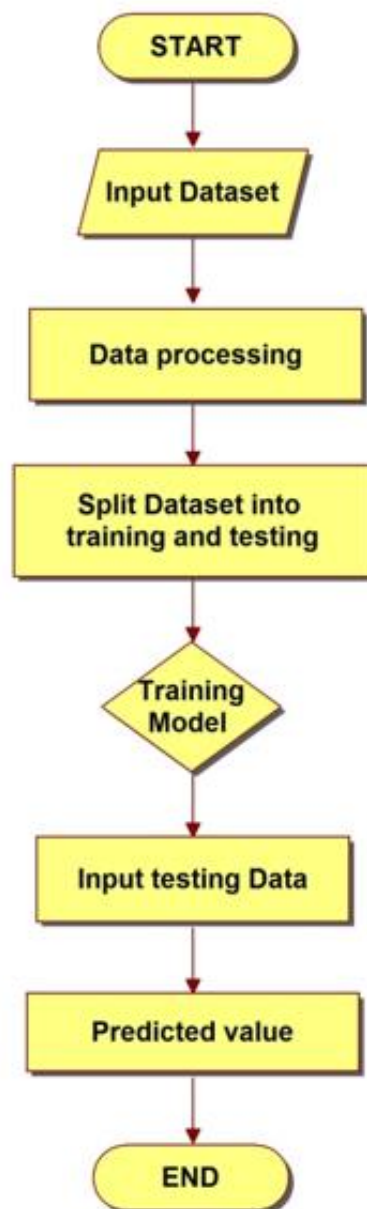 START
Input Dataset
Data processing
Split Dataset into
training and testing
Training
Model
Input testing Data
Predicted value
END